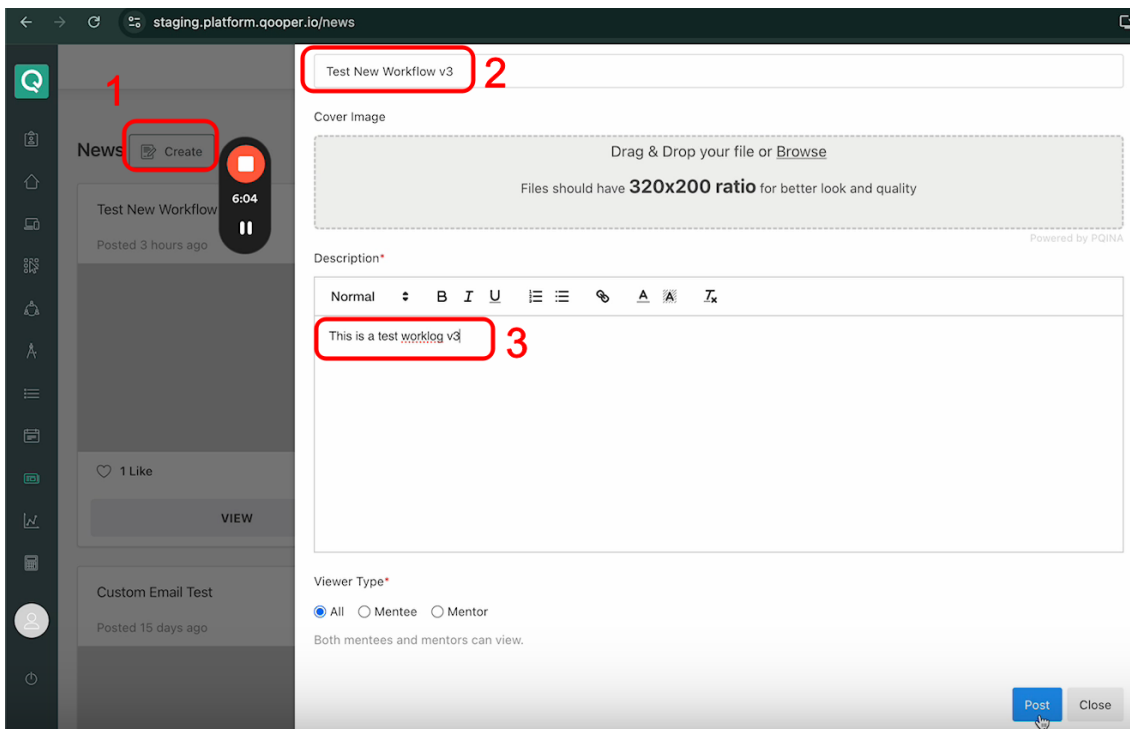 staging.platform.qooper.io/news
Q
1
News
Create
6:04
Test New Workflow
Posted 3 hours ago
1 Like
VIEW
Custom Email Test
Posted 15 days ago
Test New Workflow v3
2
Cover Image
Drag & Drop your file or Browse
Files should have 320x200 ratio for better look and quality
Powered by PQINA
Description*
Normal B I U A A Tx
This is a test worklog v3
3
Viewer Type*
All Mentee Mentor
Both mentees and mentors can view.
Post Close